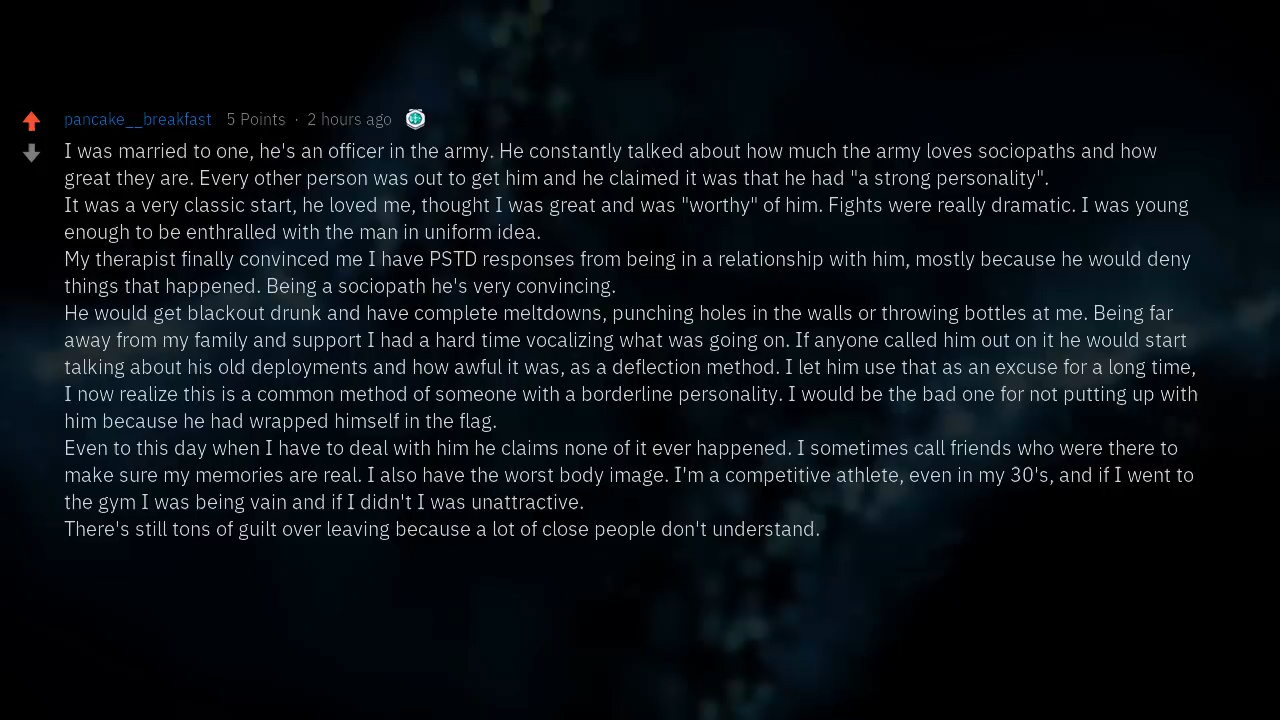 pancake__breakfast 5 Points · 2 hours ago
I was married to one, he's an officer in the army. He constantly talked about how much the army loves sociopaths and how
great they are. Every other person was out to get him and he claimed it was that he had "a strong personality".
It was a very classic start, he loved me, thought I was great and was "worthy" of him. Fights were really dramatic. I was young
enough to be enthralled with the man in uniform idea.
My therapist finally convinced me I have PSTD responses from being in a relationship with him, mostly because he would deny
things that happened. Being a sociopath he's very convincing.
He would get blackout drunk and have complete meltdowns, punching holes in the walls or throwing bottles at me. Being far
away from my family and support I had a hard time vocalizing what was going on. If anyone called him out on it he would start
talking about his old deployments and how awful it was, as a deflection method. I let him use that as an excuse for a long time,
I now realize this is a common method of someone with a borderline personality. I would be the bad one for not putting up with
him because he had wrapped himself in the flag.
Even to this day when I have to deal with him he claims none of it ever happened. I sometimes call friends who were there to
make sure my memories are real. I also have the worst body image. I'm a competitive athlete, even in my 30's, and if I went to
the gym I was being vain and if I didn't I was unattractive.
There's still tons of guilt over leaving because a lot of close people don't understand.